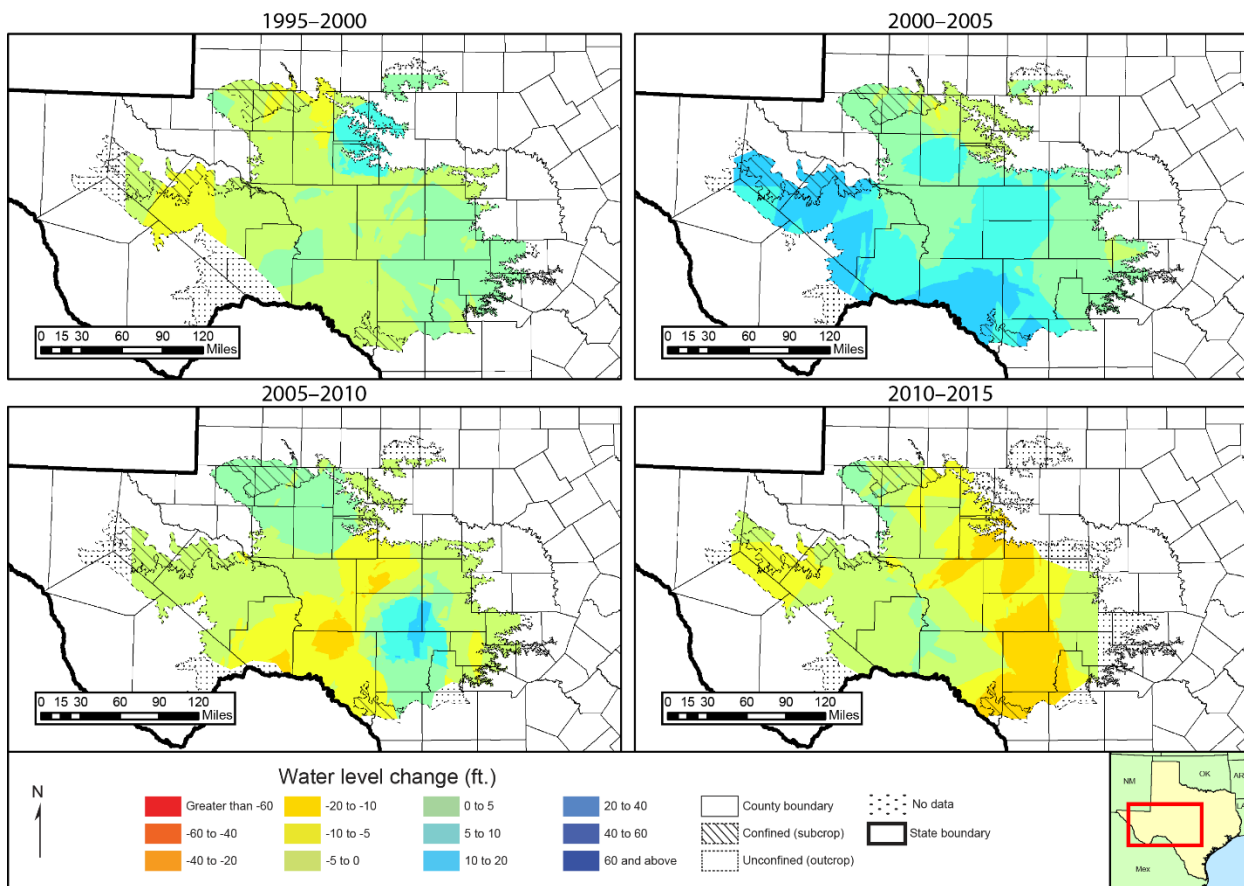 1995–2000
2000–2005
0 15 30 60 90 120
Miles
0 15 30 60 90 120
Miles
2005–2010
2010–2015
0 15 30 60 90 120
Miles
0 15 30 60 90 120
Miles
N
Water level change (ft.)
Greater than -60
-60 to -40
-40 to -20
-20 to -10
-10 to -5
-5 to 0
0 to 5
5 to 10
10 to 20
20 to 40
40 to 60
60 and above
County boundary
Confined (subcrop)
Unconfined (outcrop)
No data
State boundary
NM
OK
AR
LA
Mex